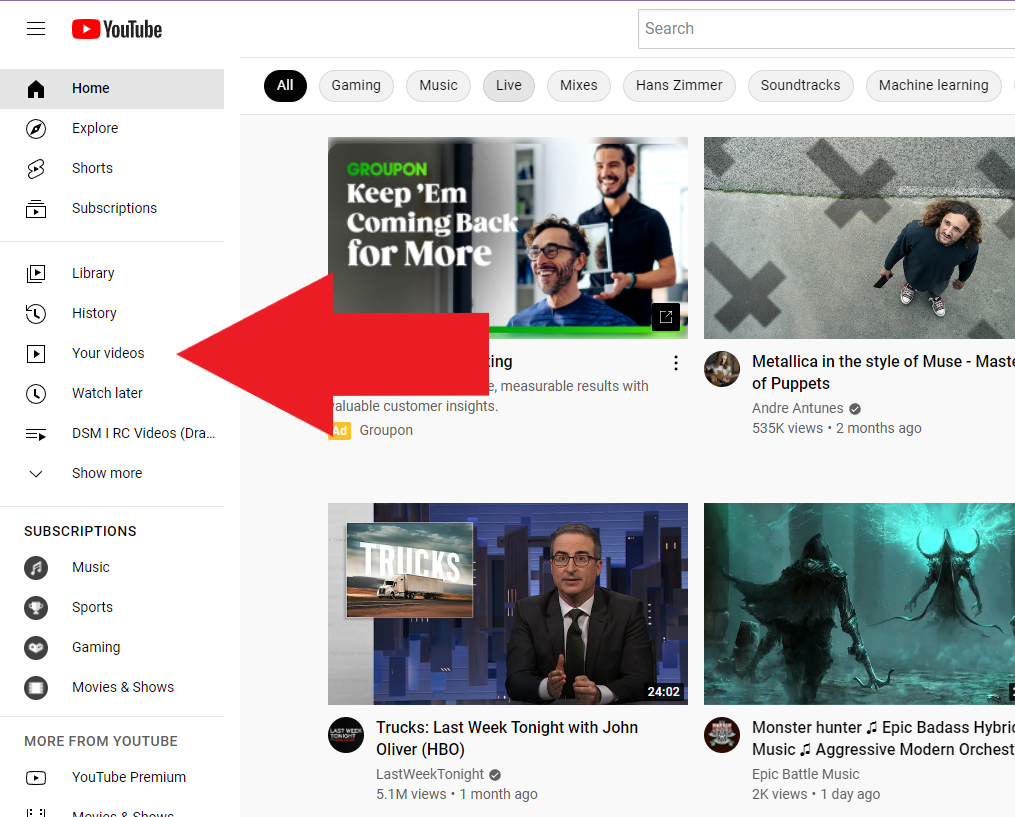 YouTube
Search
Home
Explore
Shorts
Subscriptions
Library
History
Your videos
Watch later
DSM I RC Videos (Dra...
Show more
SUBSCRIPTIONS
Music
Sports
Gaming
Movies & Shows
MORE FROM YOUTUBE
YouTube Premium
Movies & Shows
All
Gaming
Music
Live
Mixes
Hans Zimmer
Soundtracks
Machine learning
GROUPON
Keep 'Em
Coming Back
for More
, measurable results with
valuable customer insights.
Ad Groupon
Metallica in the style of Muse - Maste
of Puppets
Andre Antunes
535K views • 2 months ago
TRUCKS
24:02
LAST WEEK
TONIGHT
Trucks: Last Week Tonight with John
Oliver (HBO)
LastWeekTonight
5.1M views • 1 month ago
Monster hunter ♫ Epic Badass Hybri
Music ♫ Aggressive Modern Orchest
Epic Battle Music
2K views • 1 day ago